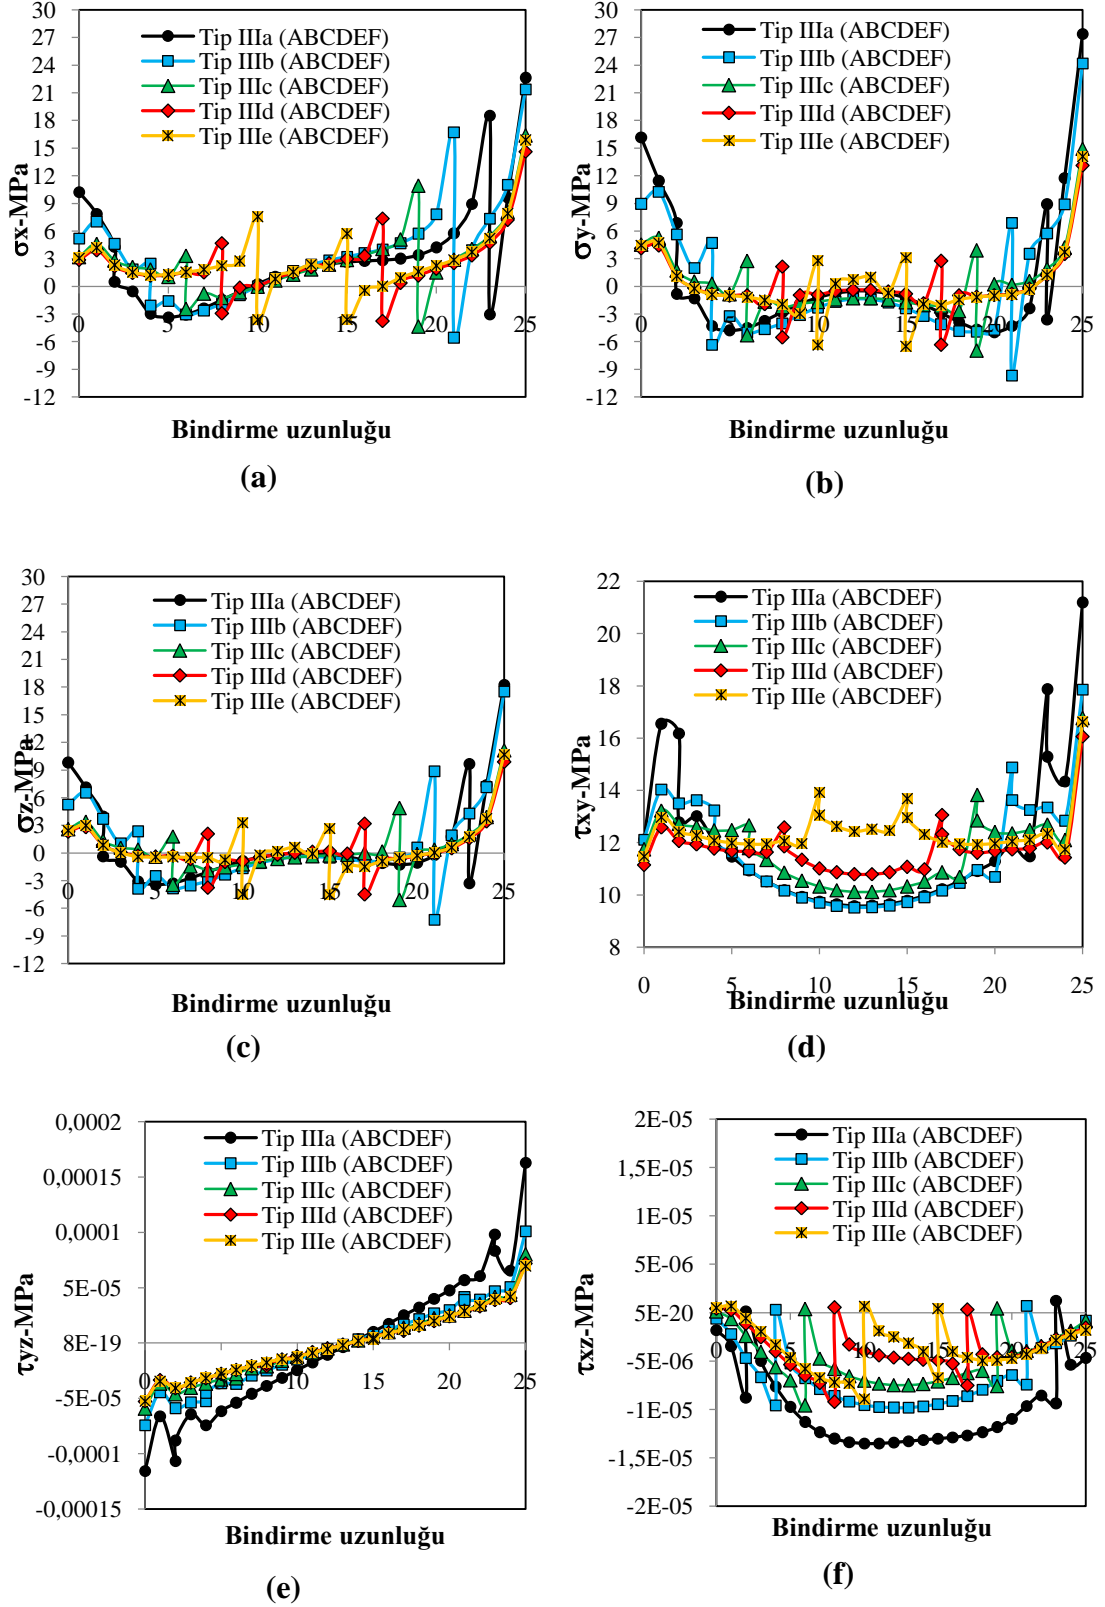 30
27
24
21
18
15
12
9
6
3
0
-3
-6
-9
-12
0
5
10
15
20
25
σx-MPa
Tip IIIa (ABCDEF)
Tip IIIb (ABCDEF)
Tip IIIc (ABCDEF)
Tip IIId (ABCDEF)
Tip IIIe (ABCDEF)
Bindirme uzunluğu
(a)
30
27
24
21
18
15
12
9
6
3
0
-3
-6
-9
-12
0
5
10
15
20
25
σy-MPa
Tip IIIa (ABCDEF)
Tip IIIb (ABCDEF)
Tip IIIc (ABCDEF)
Tip IIId (ABCDEF)
Tip IIIe (ABCDEF)
Bindirme uzunluğu
(b)
30
27
24
21
18
15
12
9
6
3
0
-3
-6
-9
-12
0
5
10
15
20
25
σz-MPa
Tip IIIa (ABCDEF)
Tip IIIb (ABCDEF)
Tip IIIc (ABCDEF)
Tip IIId (ABCDEF)
Tip IIIe (ABCDEF)
Bindirme uzunluğu
(c)
22
20
18
16
14
12
10
8
0
5
10
15
20
25
τxy-MPa
Tip IIIa (ABCDEF)
Tip IIIb (ABCDEF)
Tip IIIc (ABCDEF)
Tip IIId (ABCDEF)
Tip IIIe (ABCDEF)
Bindirme uzunluğu
(d)
0,0002
0,00015
0,0001
5E-05
8E-19
-5E-05
-0,0001
-0,00015
0
5
10
15
20
25
τyz-MPa
Tip IIIa (ABCDEF)
Tip IIIb (ABCDEF)
Tip IIIc (ABCDEF)
Tip IIId (ABCDEF)
Tip IIIe (ABCDEF)
Bindirme uzunluğu
(e)
2E-05
1,5E-05
1E-05
5E-06
5E-20
-5E-06
-1E-05
-1,5E-05
-2E-05
0
5
10
15
20
25
τxz-MPa
Tip IIIa (ABCDEF)
Tip IIIb (ABCDEF)
Tip IIIc (ABCDEF)
Tip IIId (ABCDEF)
Tip IIIe (ABCDEF)
Bindirme uzunluğu
(f)